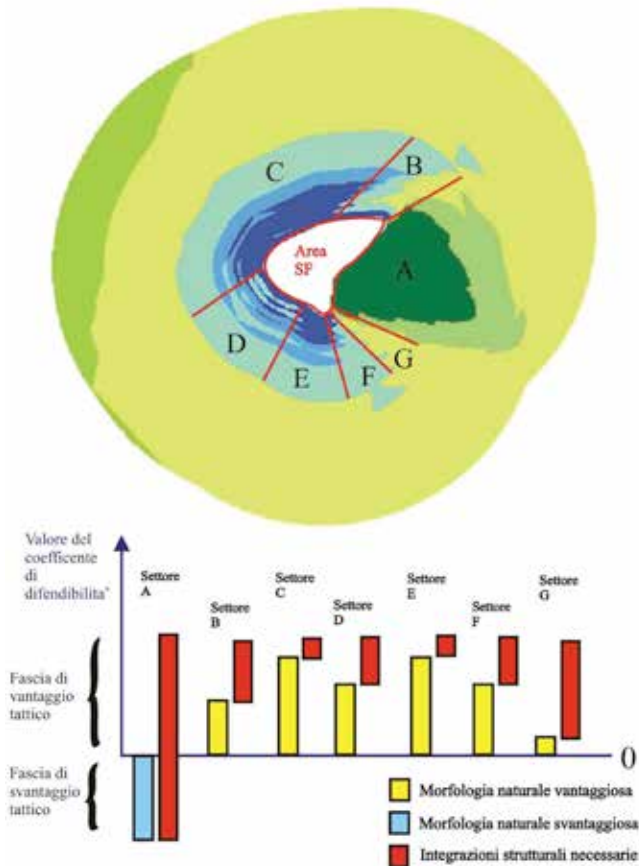 C
B
Area
SF
A
D
E
F
G
Valore del
coefficente
di
difendibilita'
Settore
A
Settore
B
Settore
C
Settore
D
Settore
E
Settore
F
Settore
G
Fascia di
vantaggio
tattico
0
Fascia di
svantaggio
tattico
Morfologia naturale vantaggiosa
Morfologia naturale svantaggiosa
Integrazioni strutturali necessarie